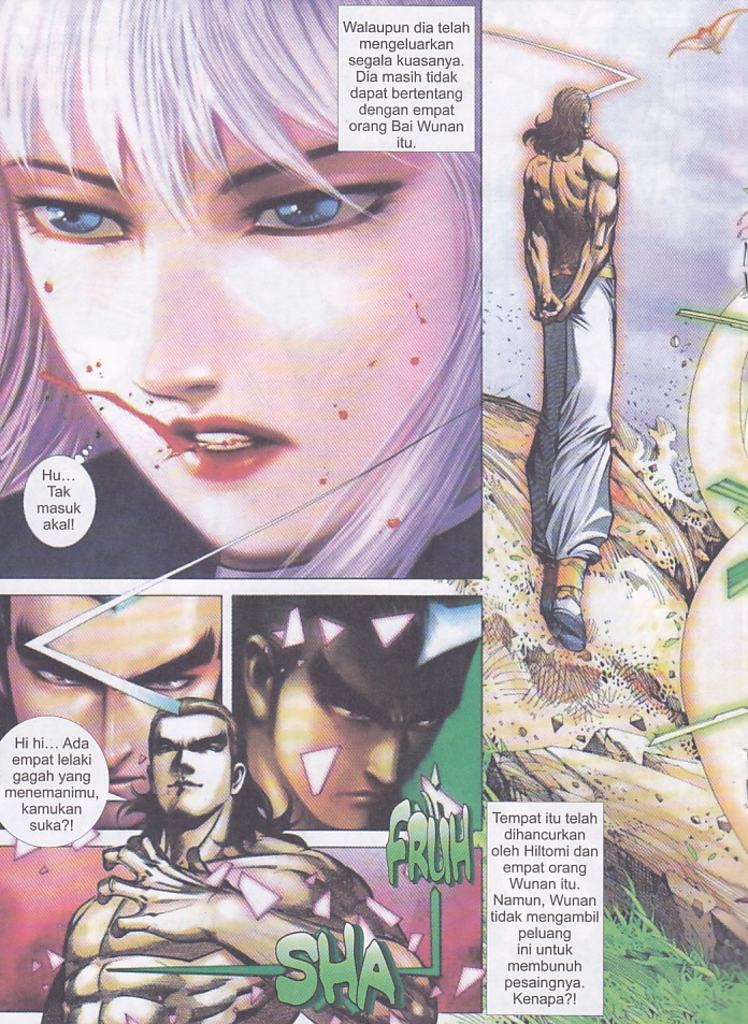 Walaupun dia telah
mengeluarkan
segala kuasanya.
Dia masih tidak
dapat bertentang
dengan empat
orang Bai Wunan
itu.
Hu...
Tak
masuk
akal!
Hi hi... Ada
empat lelaki
gagah yang
menemanimu,
kamukan
suka?!
FRUH
SHA
Tempat itu telah
dihancurkan
oleh Hiltomi dan
empat orang
Wunan itu.
Namun, Wunan
tidak mengambil
peluang
ini untuk
membunuh
pesaingnya.
Kenapa?!